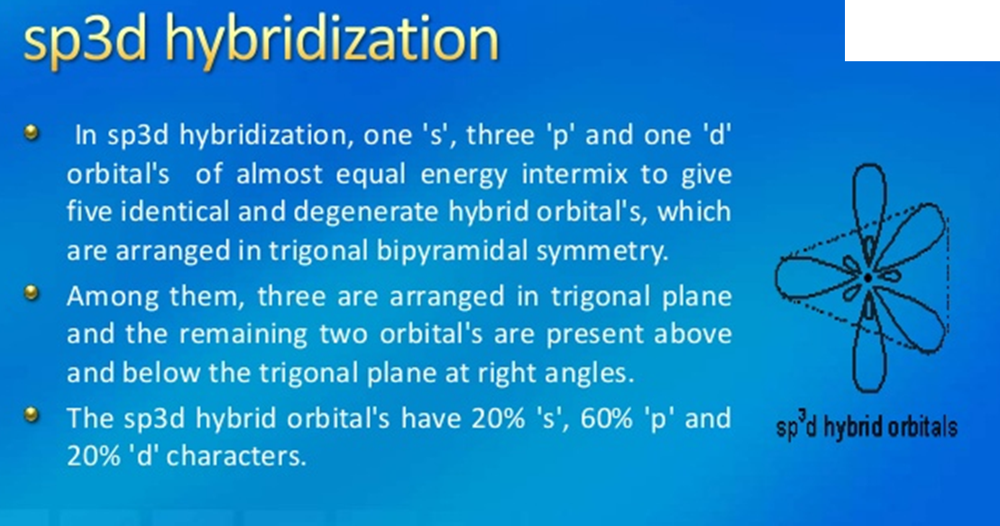 sp3d hybridization
In sp3d hybridization, one 's', three 'p' and one 'd'
orbital's of almost equal energy intermix to give
five identical and degenerate hybrid orbital's, which
are arranged in trigonal bipyramidal symmetry.
Among them, three are arranged in trigonal plane
and the remaining two orbital's are present above
and below the trigonal plane at right angles.
The sp3d hybrid orbital's have 20% 's', 60% 'p' and
20% 'd' characters.
sp³d hybrid orbitals